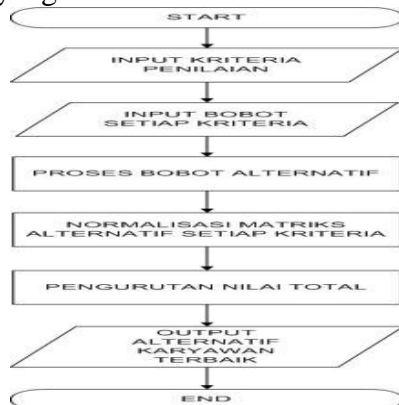 START
INPUT KRITERIA
PENILAIAN
INPUT BOBOT
SETIAP KRITERIA
PROSES BOBOT ALTERNATIF
NORMALISASI MATRIKS
ALTERNATIF SETIAP KRITERIA
PENGURUTAN NILAI TOTAL
OUTPUT
ALTERNATIF
KARYAWAN
TERBAIK
END